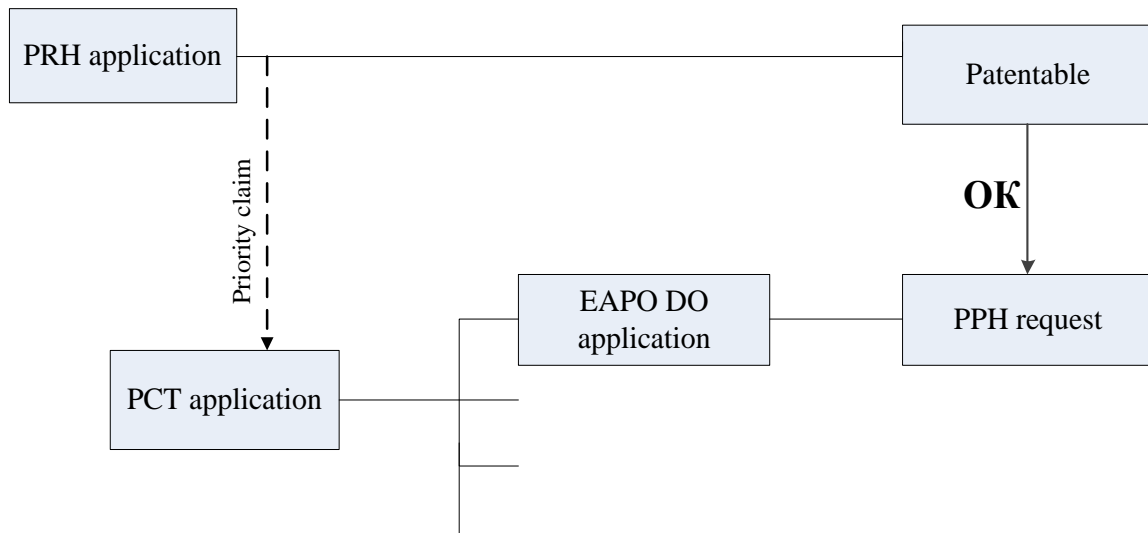 PRH application
Patentable
Priority claim
OK
EAPO DO
application
PPH request
PCT application